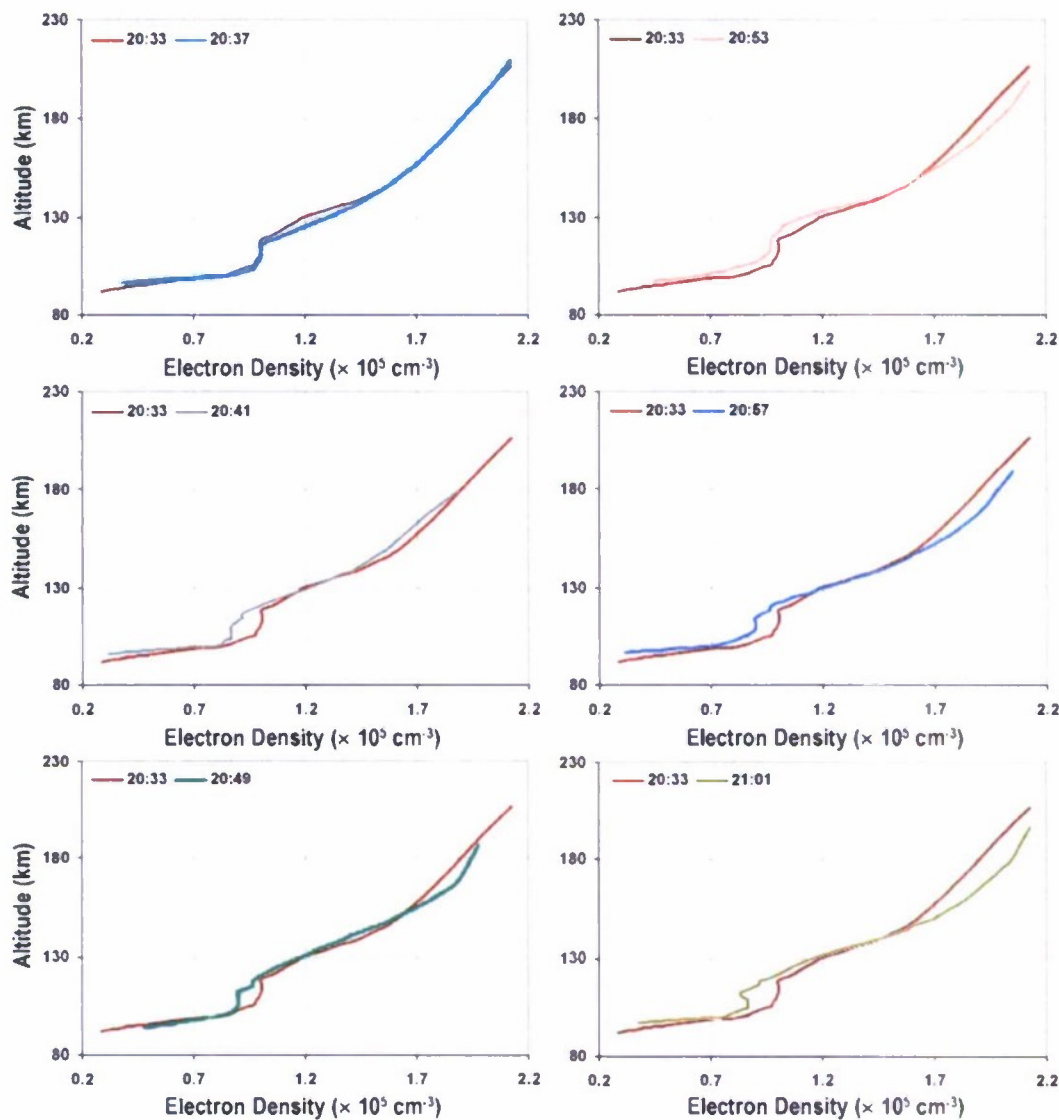 230
20:33 20:37
180
Altitude (km)
130
80
0.2 0.7 1.2 1.7 2.2
Electron Density (× 10⁵ cm⁻³)
230
20:33 20:53
180
130
80
0.2 0.7 1.2 1.7 2.2
Electron Density (× 10⁵ cm⁻³)
230
20:33 20:41
180
Altitude (km)
130
80
0.2 0.7 1.2 1.7 2.2
Electron Density (× 10⁵ cm⁻³)
230
20:33 20:57
180
130
80
0.2 0.7 1.2 1.7 2.2
Electron Density (× 10⁵ cm⁻³)
230
20:33 20:49
180
Altitude (km)
130
80
0.2 0.7 1.2 1.7 2.2
Electron Density (× 10⁵ cm⁻³)
230
20:33 21:01
180
130
80
0.2 0.7 1.2 1.7 2.2
Electron Density (× 10⁵ cm⁻³)